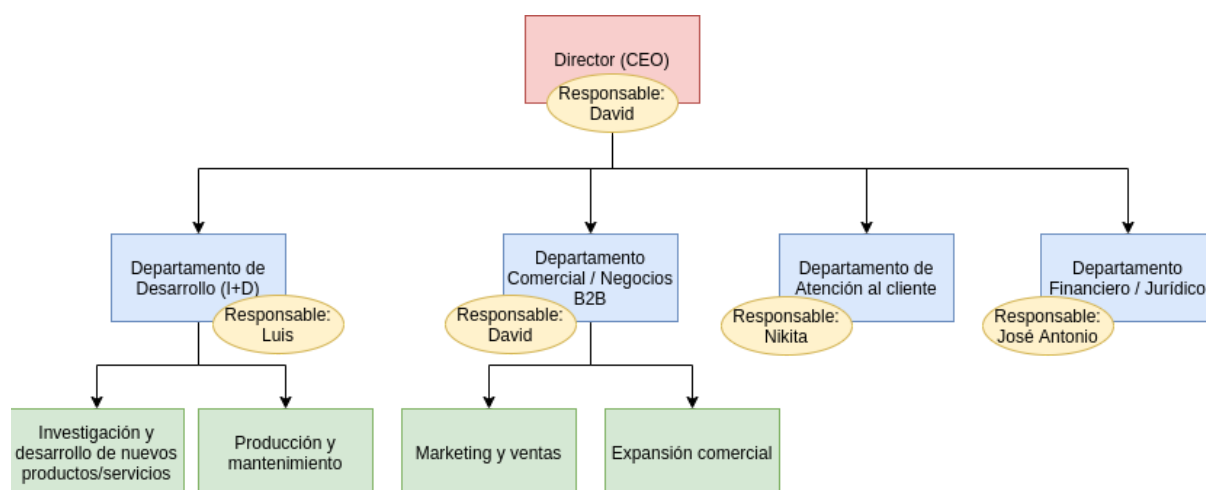 Director (CEO)
Responsable:
David
Departamento de
Desarrollo (I+D)
Responsable:
Luis
Departamento
Comercial / Negocios
B2B
Responsable:
David
Departamento de
Atención al cliente
Responsable:
Nikita
Departamento
Financiero / Jurídico
Responsable:
José Antonio
Investigación y
desarrollo de nuevos
productos/servicios
Producción y
mantenimiento
Marketing y ventas
Expansión comercial